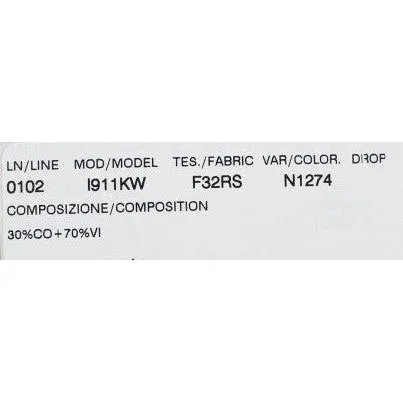 LN/LINE MOD/MODEL TES./FABRIC VAR/COLOR. DROP
0102 I911KW F32RS N1274
COMPOSIZIONE/COMPOSITION
30%CO+70%VI